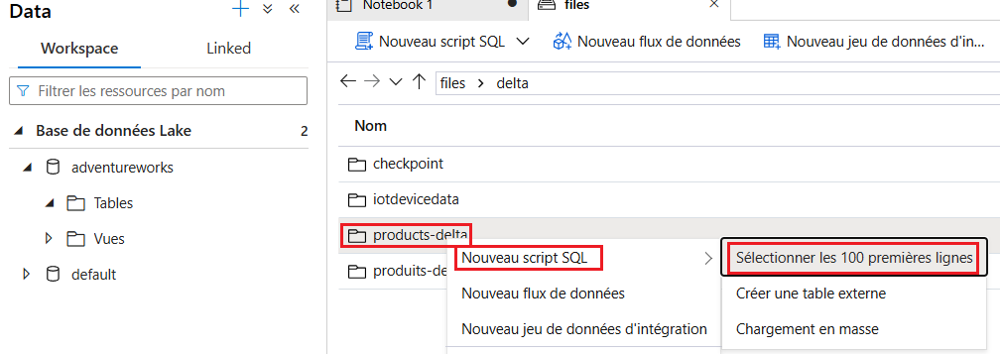 Data
Workspace
Linked
Filtrer les ressources par nom
Base de données Lake 2
adventureworks
Tables
Vues
default
Notebook 1
files
Nouveau script SQL
Nouveau flux de données
Nouveau jeu de données d'in...
files > delta
Nom
checkpoint
iotdevicedata
products-delta
produits-de
Nouveau script SQL
Nouveau flux de données
Nouveau jeu de données d'intégration
Sélectionner les 100 premières lignes
Créer une table externe
Chargement en masse